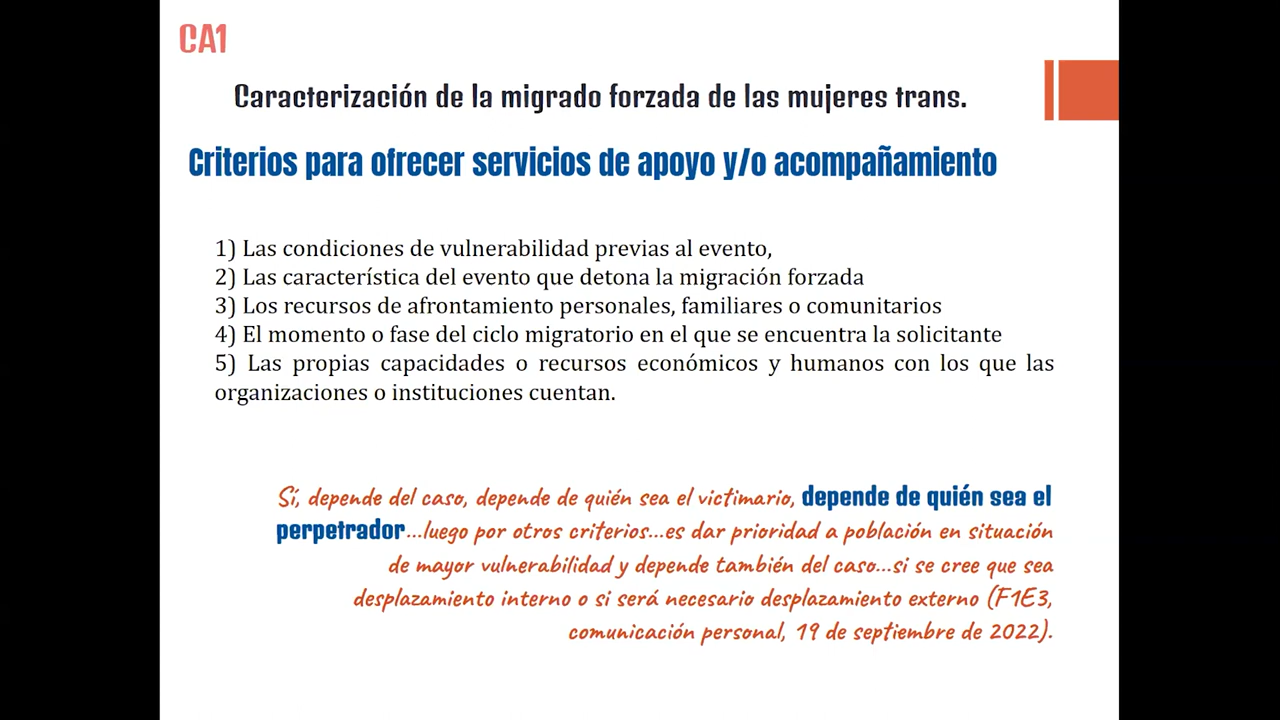 CA1
Caracterización de la migrado forzada de las mujeres trans.
Criterios para ofrecer servicios de apoyo y/o acompañamiento
1) Las condiciones de vulnerabilidad previas al evento,
2) Las característica del evento que detona la migración forzada
3) Los recursos de afrontamiento personales, familiares o comunitarios
4) El momento o fase del ciclo migratorio en el que se encuentra la solicitante
5) Las propias capacidades o recursos económicos y humanos con los que las
organizaciones o instituciones cuentan.
Sí, depende del caso, depende de quién sea el victimario, depende de quién sea el
perpetrador...luego por otros criterios...es dar prioridad a población en situación
de mayor vulnerabilidad y depende también del caso...si se cree que sea
desplazamiento interno o si será necesario desplazamiento externo (F1E3,
comunicación personal, 19 de septiembre de 2022).